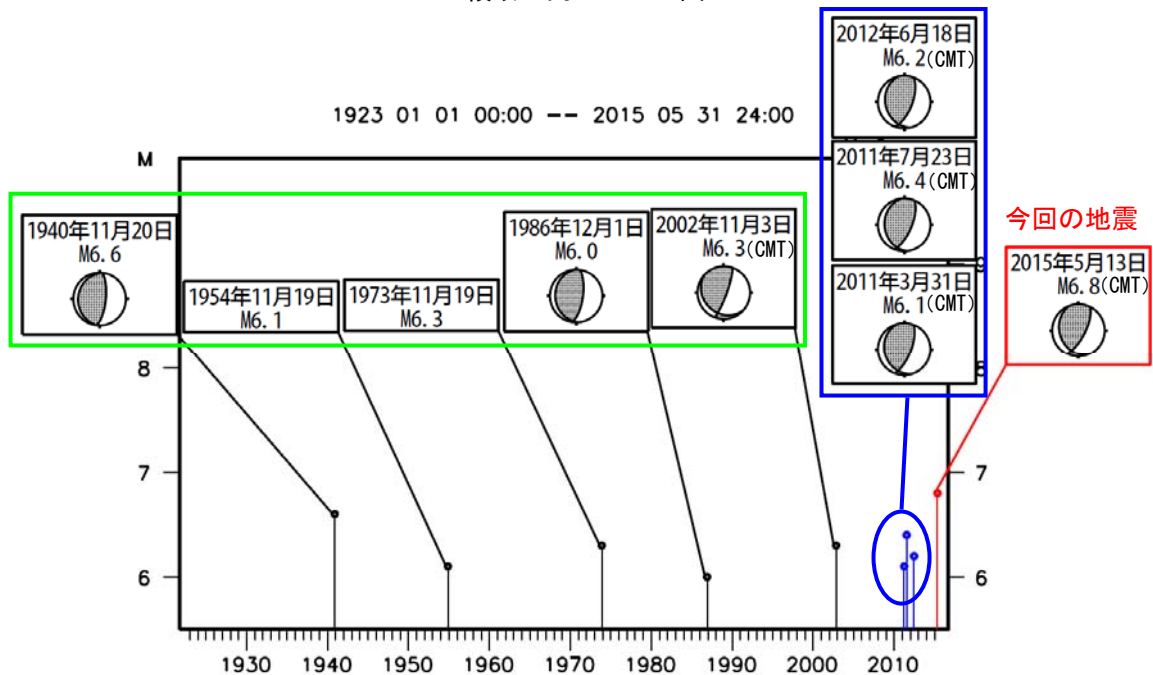 1923 01 01 00:00 -- 2015 05 31 24:00
2012年6月18日
M6.2(CMT)
2011年7月23日
M6.4(CMT)
2011年3月31日
M6.1(CMT)
今回の地震
2015年5月13日
M6.8(CMT)
1940年11月20日
M6.6
1954年11月19日
M6.1
1973年11月19日
M6.3
1986年12月1日
M6.0
2002年11月3日
M6.3(CMT)
M
8
7
6
9
8
7
6
1930 1940 1950 1960 1970 1980 1990 2000 2010